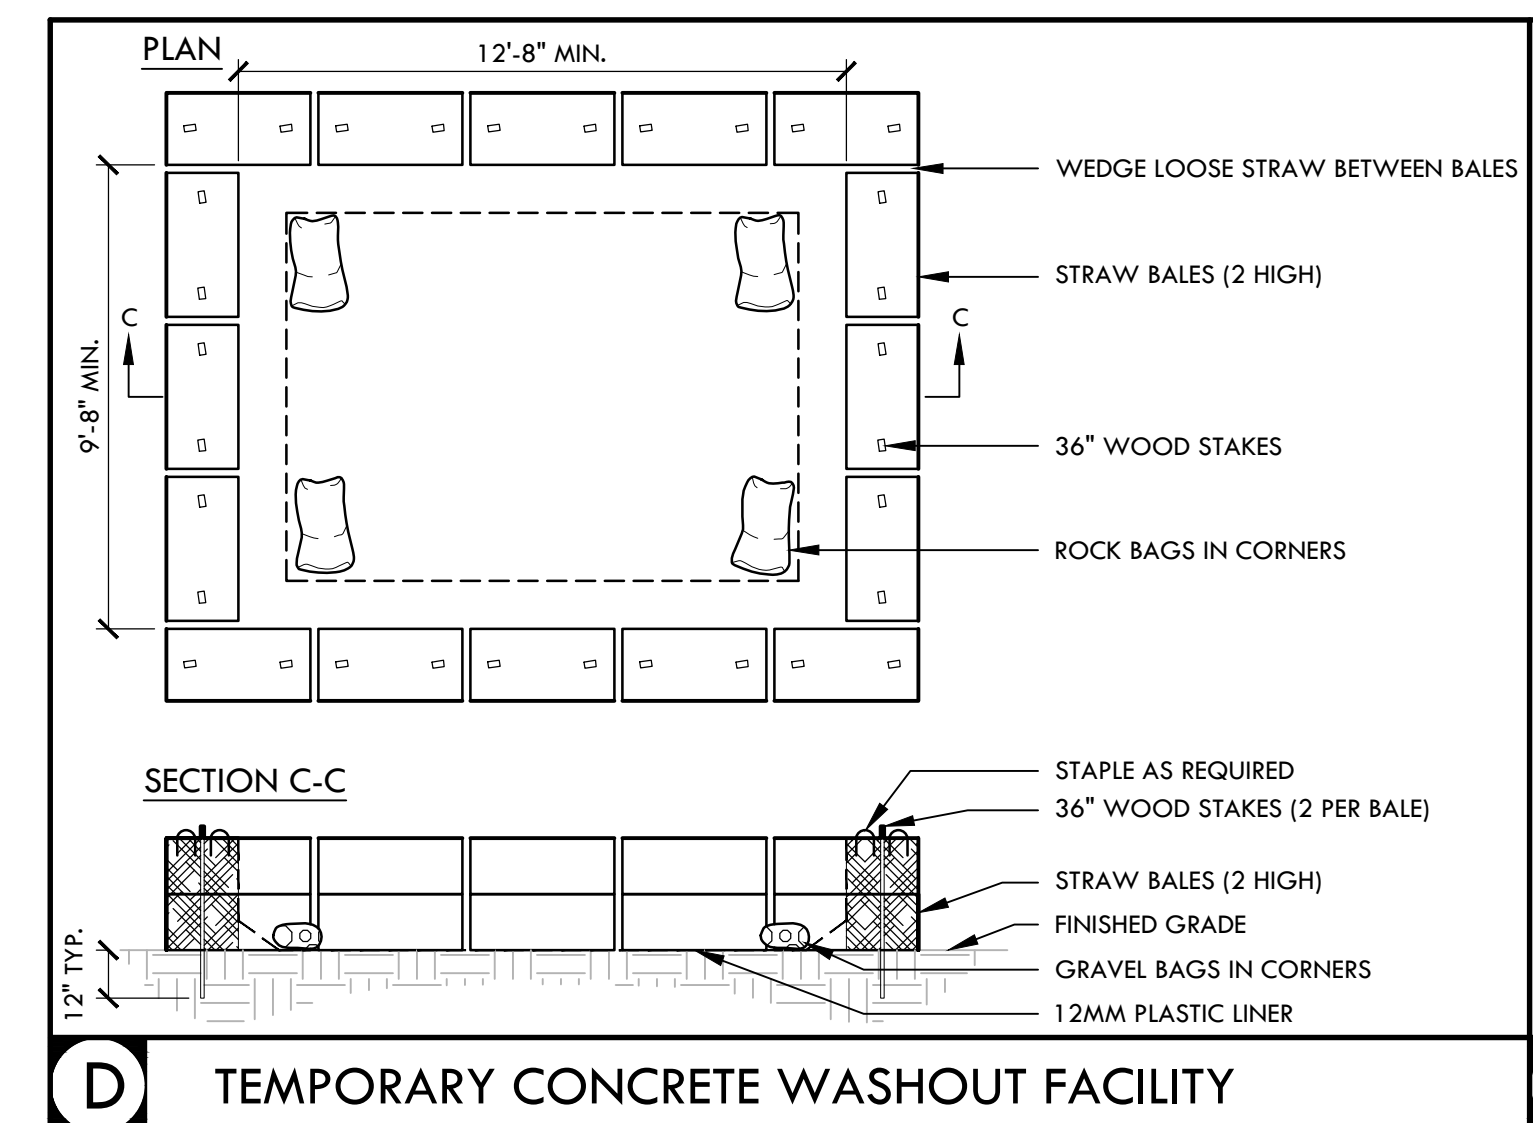 PLAN
12'-8" MIN.
WEDGE LOOSE STRAW BETWEEN BALES
STRAW BALES (2 HIGH)
C
C
9'-8" MIN.
36" WOOD STAKES
ROCK BAGS IN CORNERS
SECTION C-C
STAPLE AS REQUIRED
36" WOOD STAKES (2 PER BALE)
STRAW BALES (2 HIGH)
FINISHED GRADE
12" TYP.
GRAVEL BAGS IN CORNERS
12MM PLASTIC LINER
D
TEMPORARY CONCRETE WASHOUT FACILITY